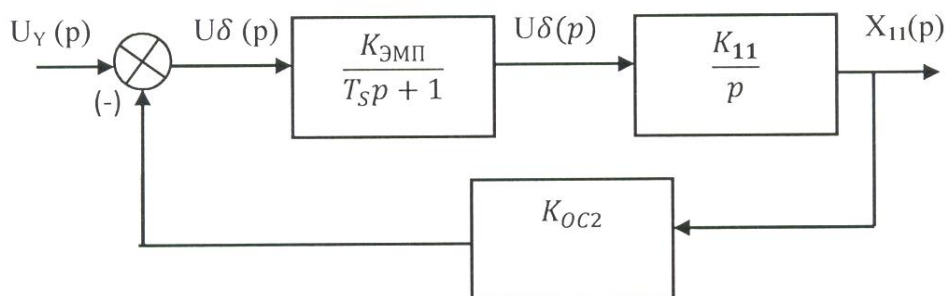 U_Y (p)
Uδ (p)
Uδ(p)
X_11(p)
(-)
K_ЭМП
T_S p + 1
K_11
p
K_OC2